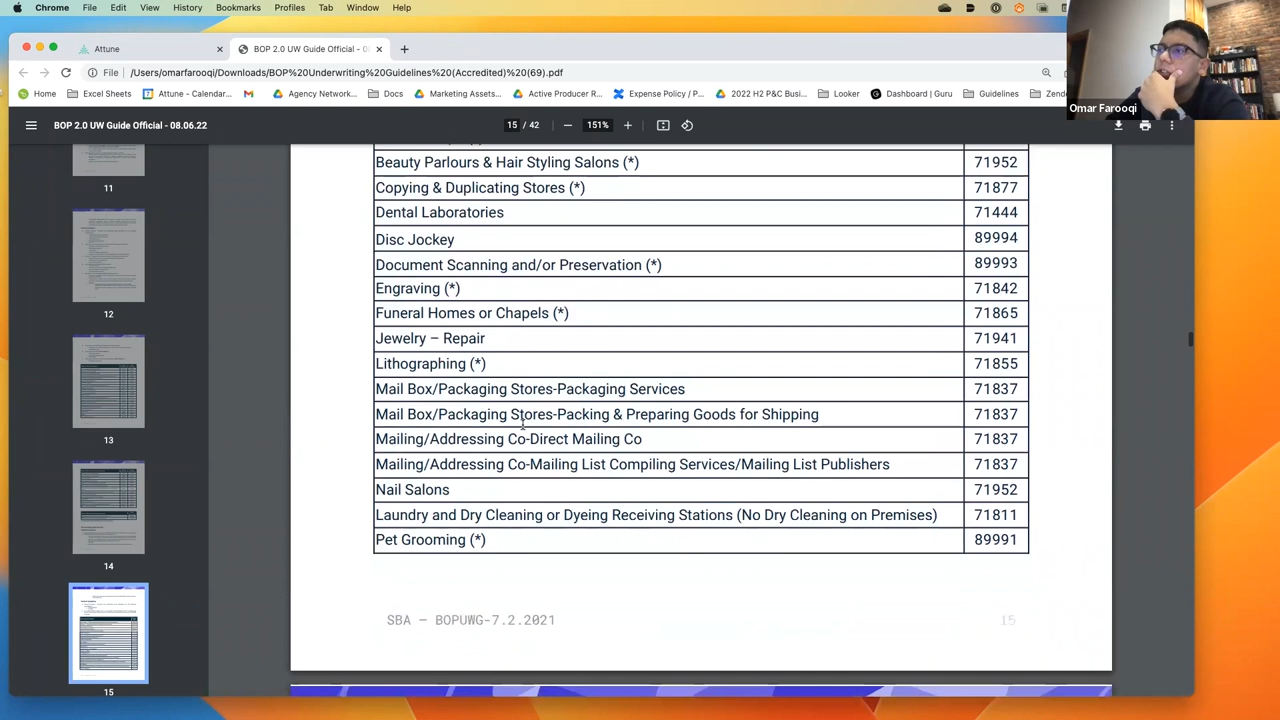 Chrome File Edit View History Bookmarks Profiles Tab Window Help
Attune
BOP 2.0 UW Guide Official - 0
File /Users/omarfarooqi/Downloads/BOP%20Underwriting%20Guidelines%20(Accredited)%20(69).pdf
Home Excel Sheets Attune - Calendar... Agency Network... Docs Marketing Assets... Active Producer R... Expense Policy / P... 2022 H2 P&C Busi... Looker Dashboard | Guru Guidelines Zende
Omar Farooqi
BOP 2.0 UW Guide Official - 08.06.22 15 / 42 151%
11
12
13
14
15
Beauty Parlours & Hair Styling Salons (*) 71952
Copying & Duplicating Stores (*) 71877
Dental Laboratories 71444
Disc Jockey 89994
Document Scanning and/or Preservation (*) 89993
Engraving (*) 71842
Funeral Homes or Chapels (*) 71865
Jewelry – Repair 71941
Lithographing (*) 71855
Mail Box/Packaging Stores-Packaging Services 71837
Mail Box/Packaging Stores-Packing & Preparing Goods for Shipping 71837
Mailing/Addressing Co-Direct Mailing Co 71837
Mailing/Addressing Co-Mailing List Compiling Services/Mailing List Publishers 71837
Nail Salons 71952
Laundry and Dry Cleaning or Dyeing Receiving Stations (No Dry Cleaning on Premises) 71811
Pet Grooming (*) 89991
SBA – BOPUWG-7.2.2021 15